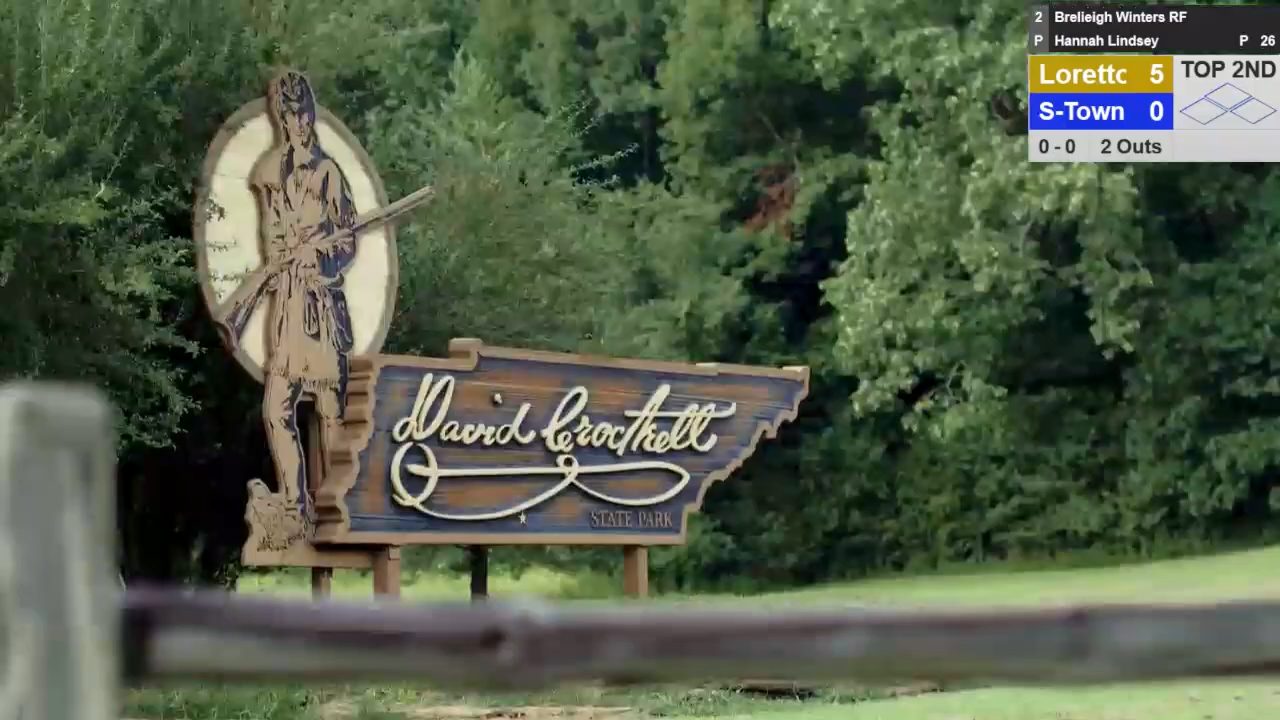 2 Brelleigh Winters RF
P Hannah Lindsey P 26
Lorettc 5 TOP 2ND
S-Town 0
0 - 0 2 Outs
David Crockett
STATE PARK